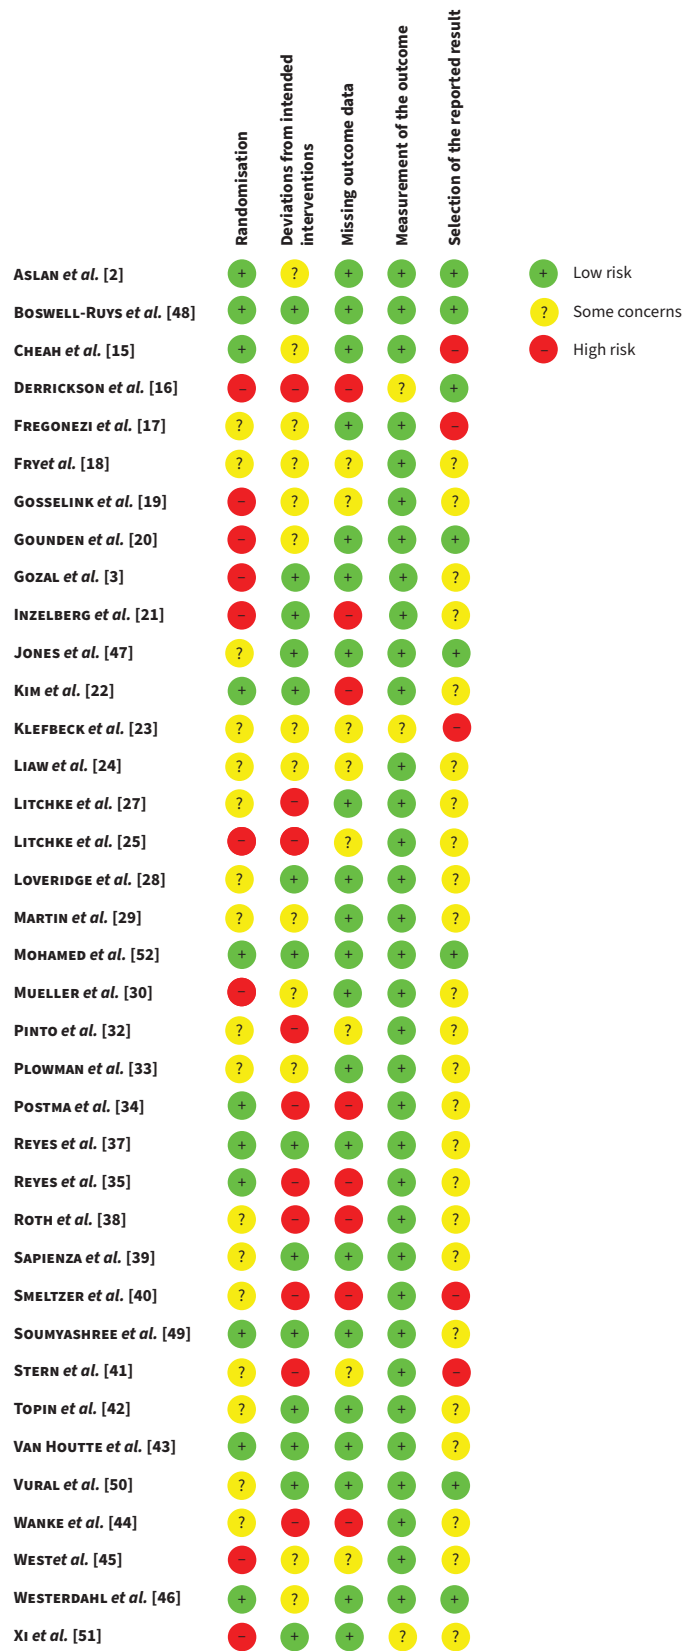 Randomisation
Deviations from intended
interventions
Missing outcome data
Measurement of the outcome
Selection of the reported result
ASLAN et al. [2] + ? + + + + Low risk
BOSWELL-RUYS et al. [48] + + + + + ? Some concerns
CHEAH et al. [15] + ? + + – – High risk
DERRICKSON et al. [16] – – – ? +
FREGONEZI et al. [17] ? ? + + –
FRYet al. [18] ? ? ? + ?
GOSSELINK et al. [19] – ? ? + ?
GOUNDEN et al. [20] – ? + + +
GOZAL et al. [3] – + + + ?
INZELBERG et al. [21] – + – + ?
JONES et al. [47] ? + + + +
KIM et al. [22] + + – + ?
KLEFBECK et al. [23] ? ? ? ? –
LIAW et al. [24] ? ? ? + ?
LITCHKE et al. [27] ? – + + ?
LITCHKE et al. [25] – – ? + ?
LOVERIDGE et al. [28] ? + + + ?
MARTIN et al. [29] ? ? + + ?
MOHAMED et al. [52] + + + + +
MUELLER et al. [30] – ? + + ?
PINTO et al. [32] ? – ? + ?
PLOWMAN et al. [33] ? ? + + ?
POSTMA et al. [34] + – – + ?
REYES et al. [37] + + + + ?
REYES et al. [35] + – – + ?
ROTH et al. [38] ? – – + ?
SAPIENZA et al. [39] ? + + + ?
SMELTZER et al. [40] ? – – + –
SOUMYASHREE et al. [49] + + + + ?
STERN et al. [41] ? – ? + –
TOPIN et al. [42] ? + + + ?
VAN HOUTTE et al. [43] + + + + ?
VURAL et al. [50] ? + + + +
WANKE et al. [44] ? – – + ?
WESTet al. [45] – ? ? + ?
WESTERDAHL et al. [46] + ? + + +
XI et al. [51] – + + ? ?